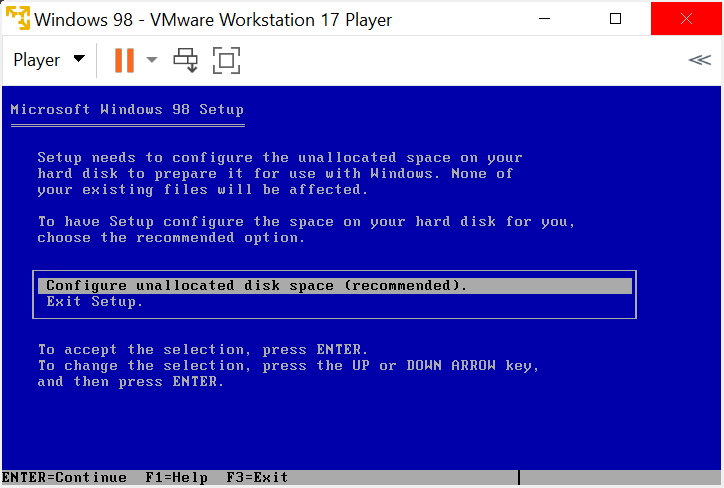 Windows 98 - VMware Workstation 17 Player
Player
Microsoft Windows 98 Setup
Setup needs to configure the unallocated space on your
hard disk to prepare it for use with Windows. None of
your existing files will be affected.
To have Setup configure the space on your hard disk for you,
choose the recommended option.
Configure unallocated disk space (recommended).
Exit Setup.
To accept the selection, press ENTER.
To change the selection, press the UP or DOWN ARROW key,
and then press ENTER.
ENTER=Continue F1=Help F3=Exit